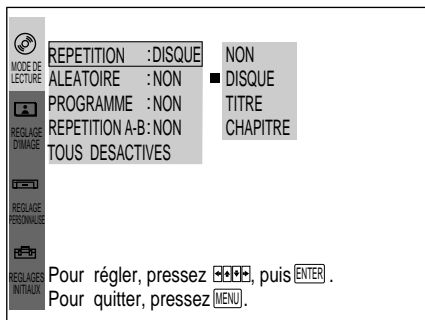 MODE DE
LECTURE
REPETITION :DISQUE
ALEATOIRE :NON
PROGRAMME :NON
REPETITION A-B:NON
TOUS DESACTIVES
NON
DISQUE
TITRE
CHAPITRE
REGLAGE
D'IMAGE
REGLAGE
PERSONNALISE
REGLAGES
INITIAUX
Pour régler, pressez , puis ENTER .
Pour quitter, pressez MENU.